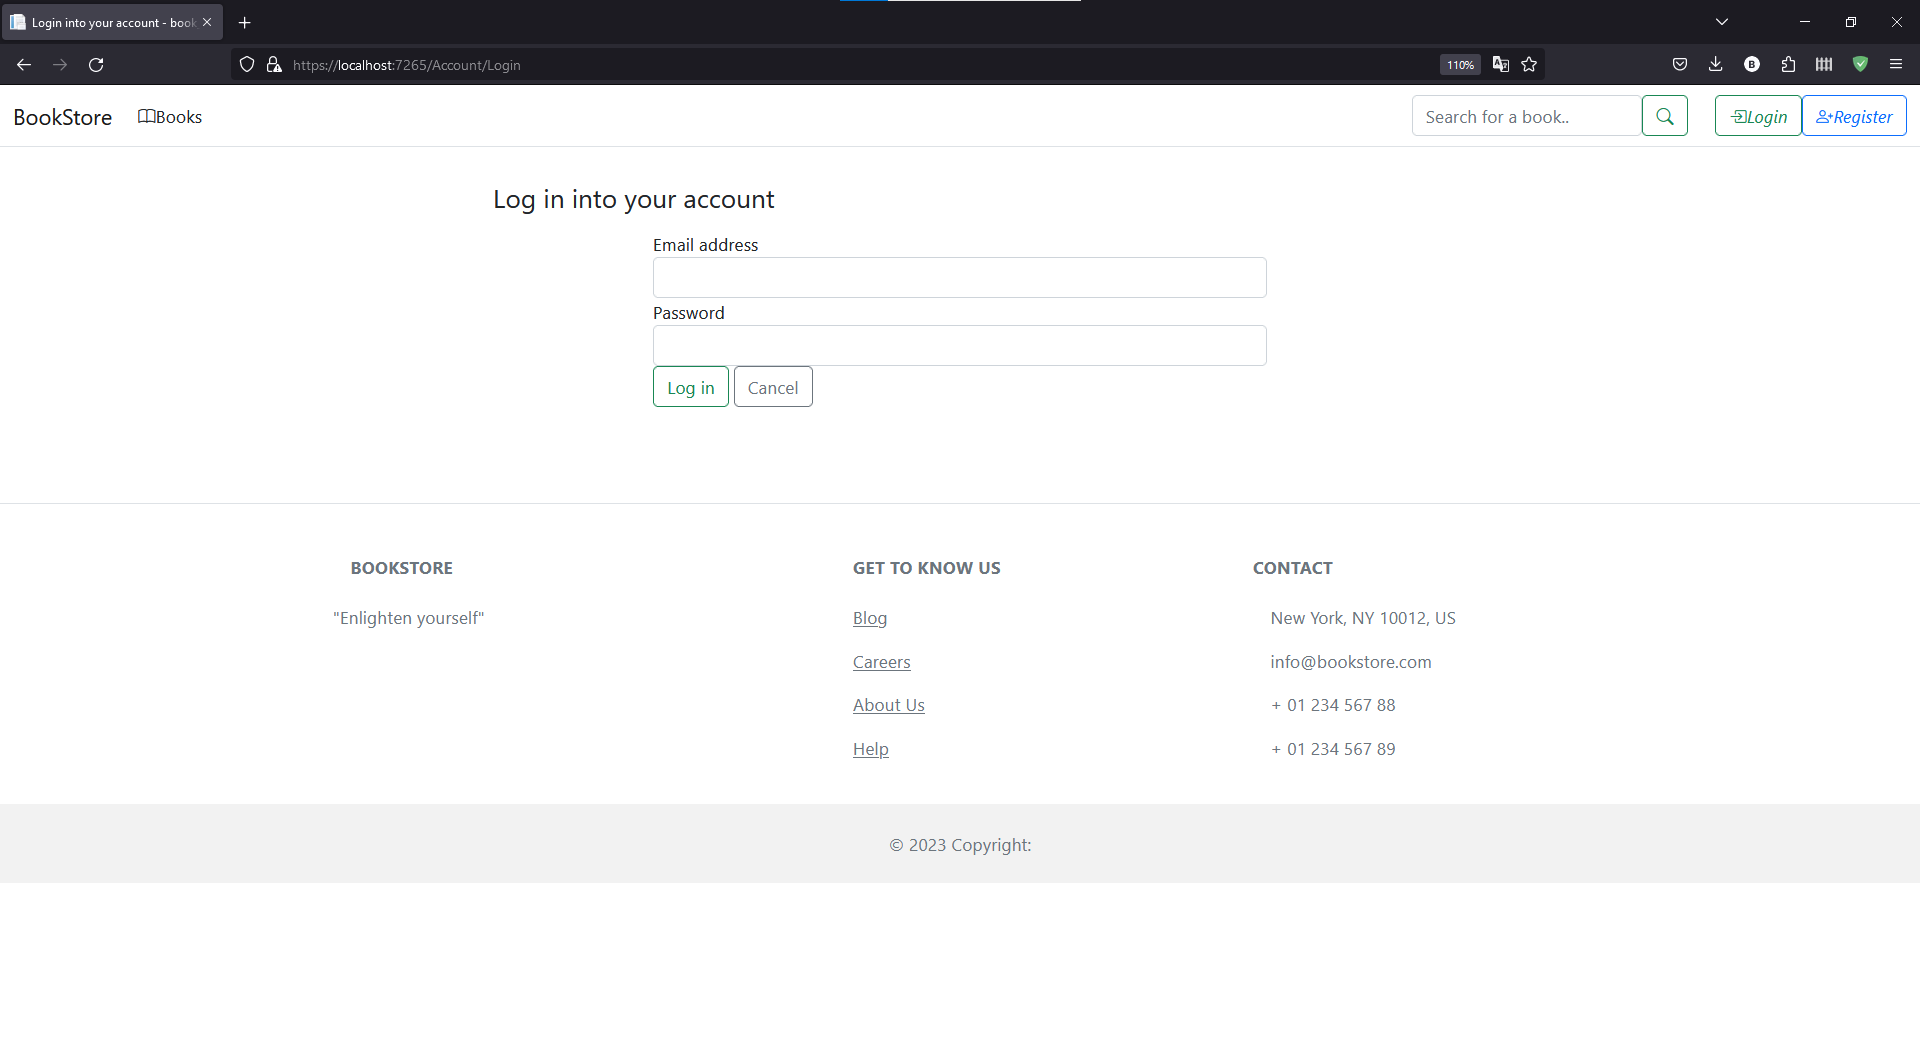 Login into your account - book
https://localhost:7265/Account/Login
110%
BookStore
Books
Search for a book..
Login
Register
Log in into your account
Email address
Password
Log in
Cancel
BOOKSTORE
"Enlighten yourself"
GET TO KNOW US
Blog
Careers
About Us
Help
CONTACT
New York, NY 10012, US
info@bookstore.com
+ 01 234 567 88
+ 01 234 567 89
© 2023 Copyright: